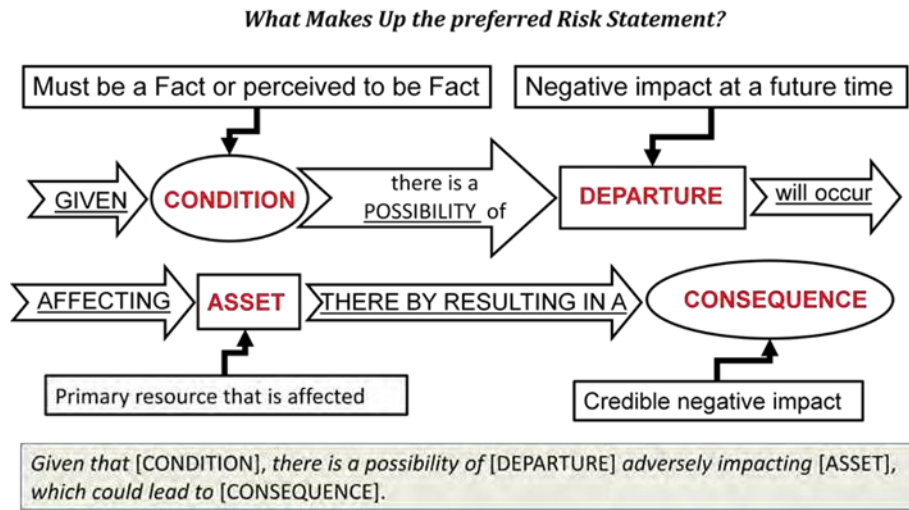 What Makes Up the preferred Risk Statement?
Must be a Fact or perceived to be Fact
Negative impact at a future time
GIVEN
CONDITION
there is a
POSSIBILITY of
DEPARTURE
will occur
AFFECTING
ASSET
THERE BY RESULTING IN A
CONSEQUENCE
Primary resource that is affected
Credible negative impact
Given that [CONDITION], there is a possibility of [DEPARTURE] adversely impacting [ASSET],
which could lead to [CONSEQUENCE].